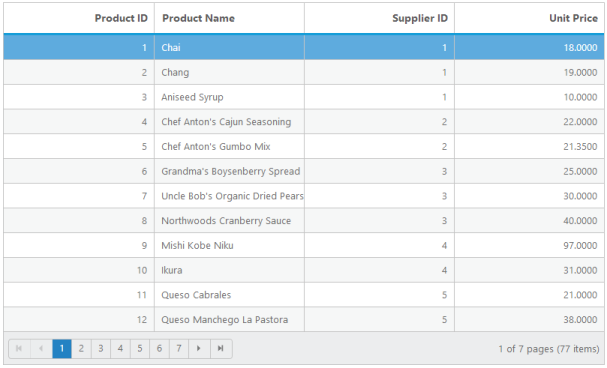 Product ID Product Name Supplier ID Unit Price
1 Chai 1 18.0000
2 Chang 1 19.0000
3 Aniseed Syrup 1 10.0000
4 Chef Anton's Cajun Seasoning 2 22.0000
5 Chef Anton's Gumbo Mix 2 21.3500
6 Grandma's Boysenberry Spread 3 25.0000
7 Uncle Bob's Organic Dried Pears 3 30.0000
8 Northwoods Cranberry Sauce 3 40.0000
9 Mishi Kobe Niku 4 97.0000
10 Ikura 4 31.0000
11 Queso Cabrales 5 21.0000
12 Queso Manchego La Pastora 5 38.0000
1 2 3 4 5 6 7 1 of 7 pages (77 items)